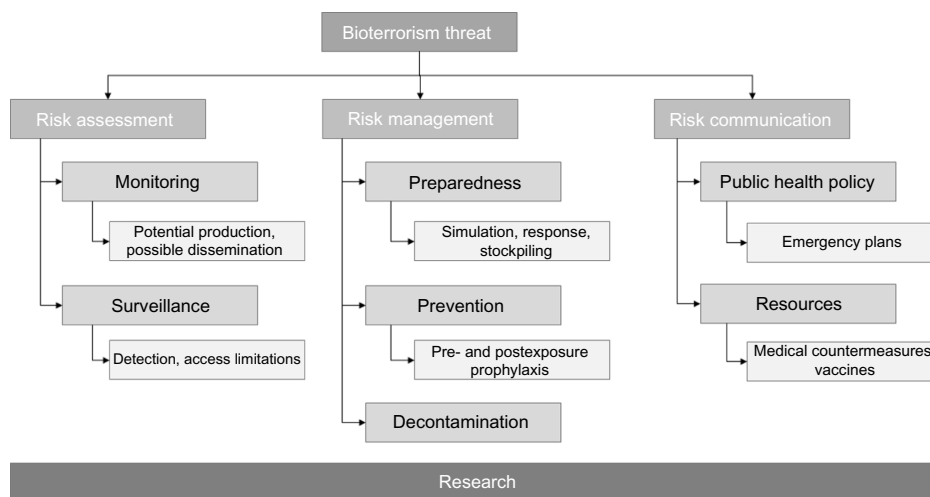 Bioterrorism threat
Risk assessment
Monitoring
Potential production,
possible dissemination
Surveillance
Detection, access limitations
Risk management
Preparedness
Simulation, response,
stockpiling
Prevention
Pre- and postexposure
prophylaxis
Decontamination
Risk communication
Public health policy
Emergency plans
Resources
Medical countermeasures
vaccines
Research